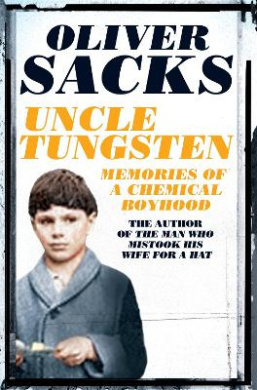 OLIVER
SACKS
UNCLE
TUNGSTEN
MEMORIES OF
A CHEMICAL
BOYHOOD
THE AUTHOR
OF THE MAN WHO
MISTOOK HIS
WIFE FOR A HAT